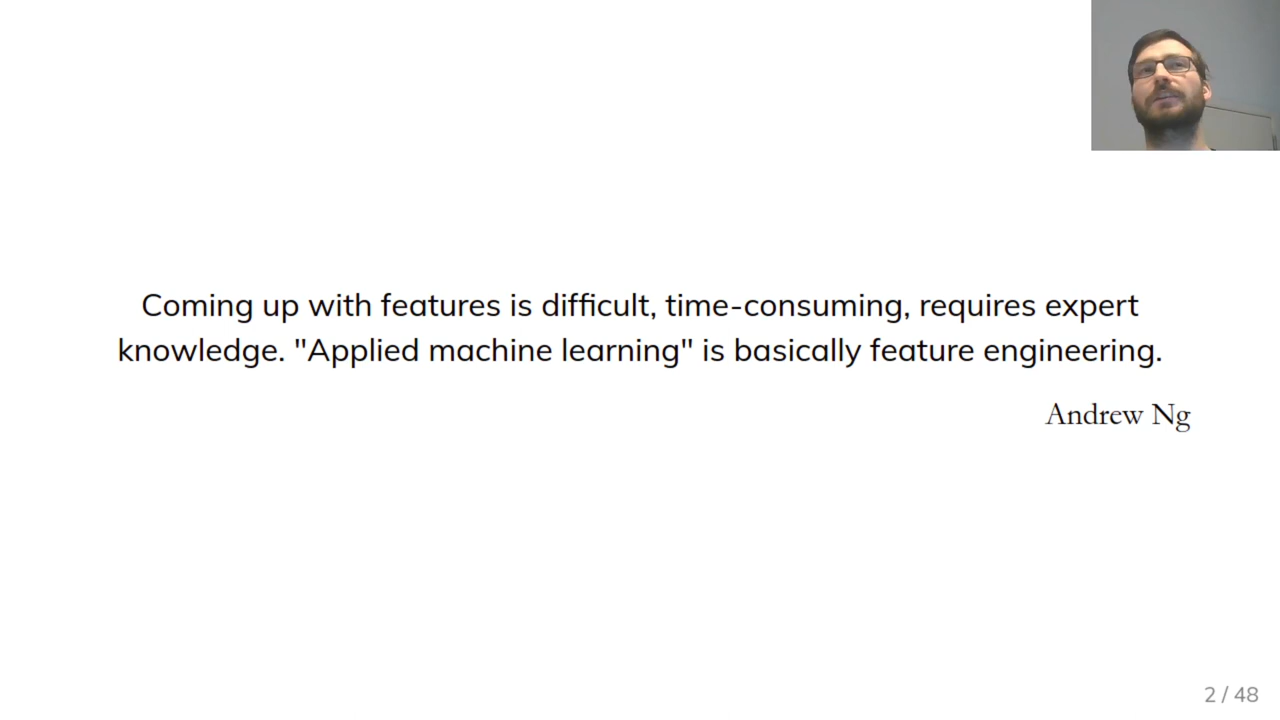 Coming up with features is difficult, time-consuming, requires expert
knowledge. "Applied machine learning" is basically feature engineering.
Andrew Ng
2 / 48